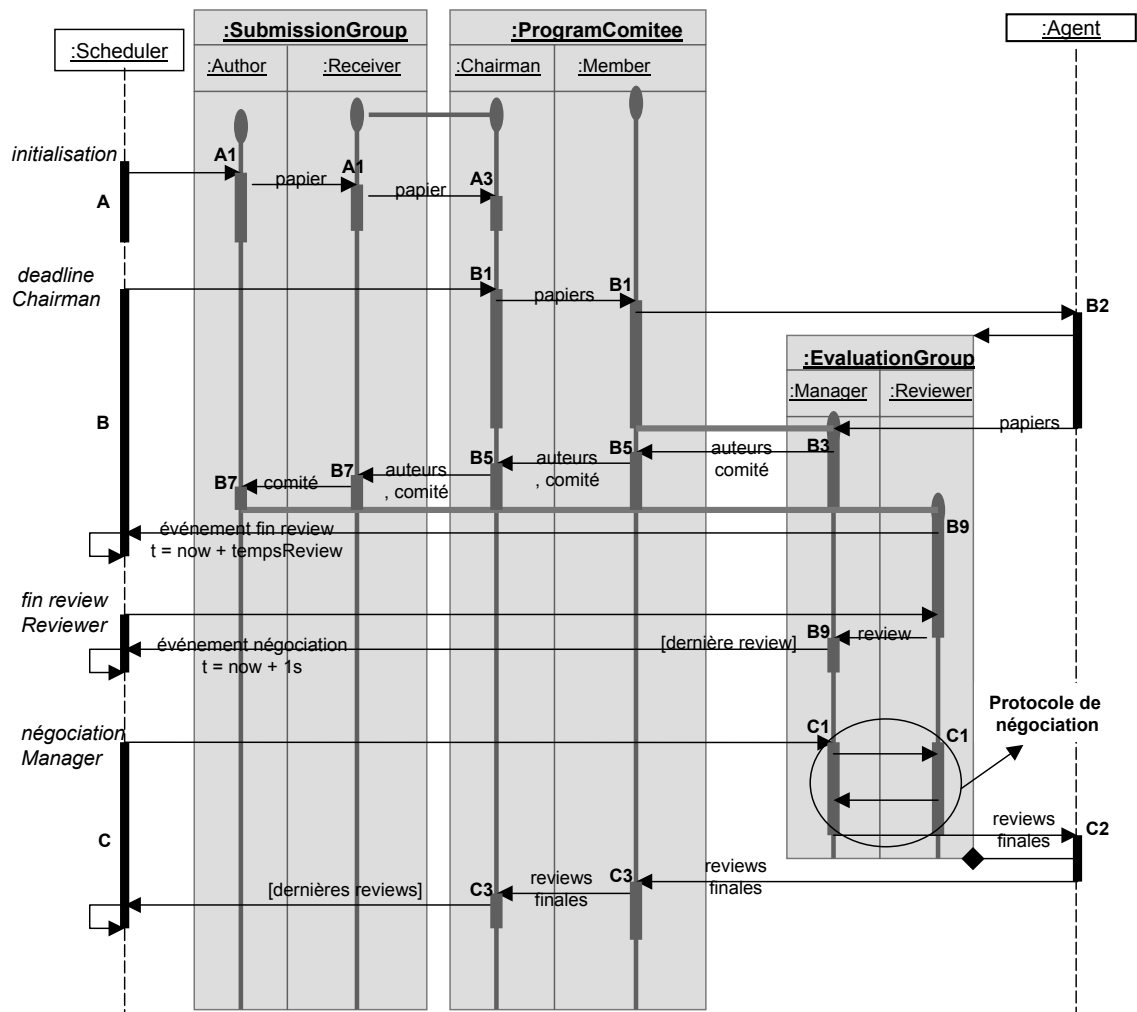 :SubmissionGroup
:ProgramComitee
:Agent
:Scheduler
:Author
:Receiver
:Chairman
:Member
initialisation
A1
papier
A1
papier
A3
A
deadline
Chairman
B1
papiers
B1
B2
:EvaluationGroup
:Manager
:Reviewer
papiers
B
B3
auteurs
comité
B5
auteurs
, comité
B5
auteurs
, comité
B7
comité
B7
événement fin review
t = now + tempsReview
B9
fin review
Reviewer
B9
review
[dernière review]
événement négociation
t = now + 1s
Protocole de
négociation
négociation
Manager
C1
C1
C
reviews
finales
C2
reviews
finales
C3
reviews
finales
C3
[dernières reviews]